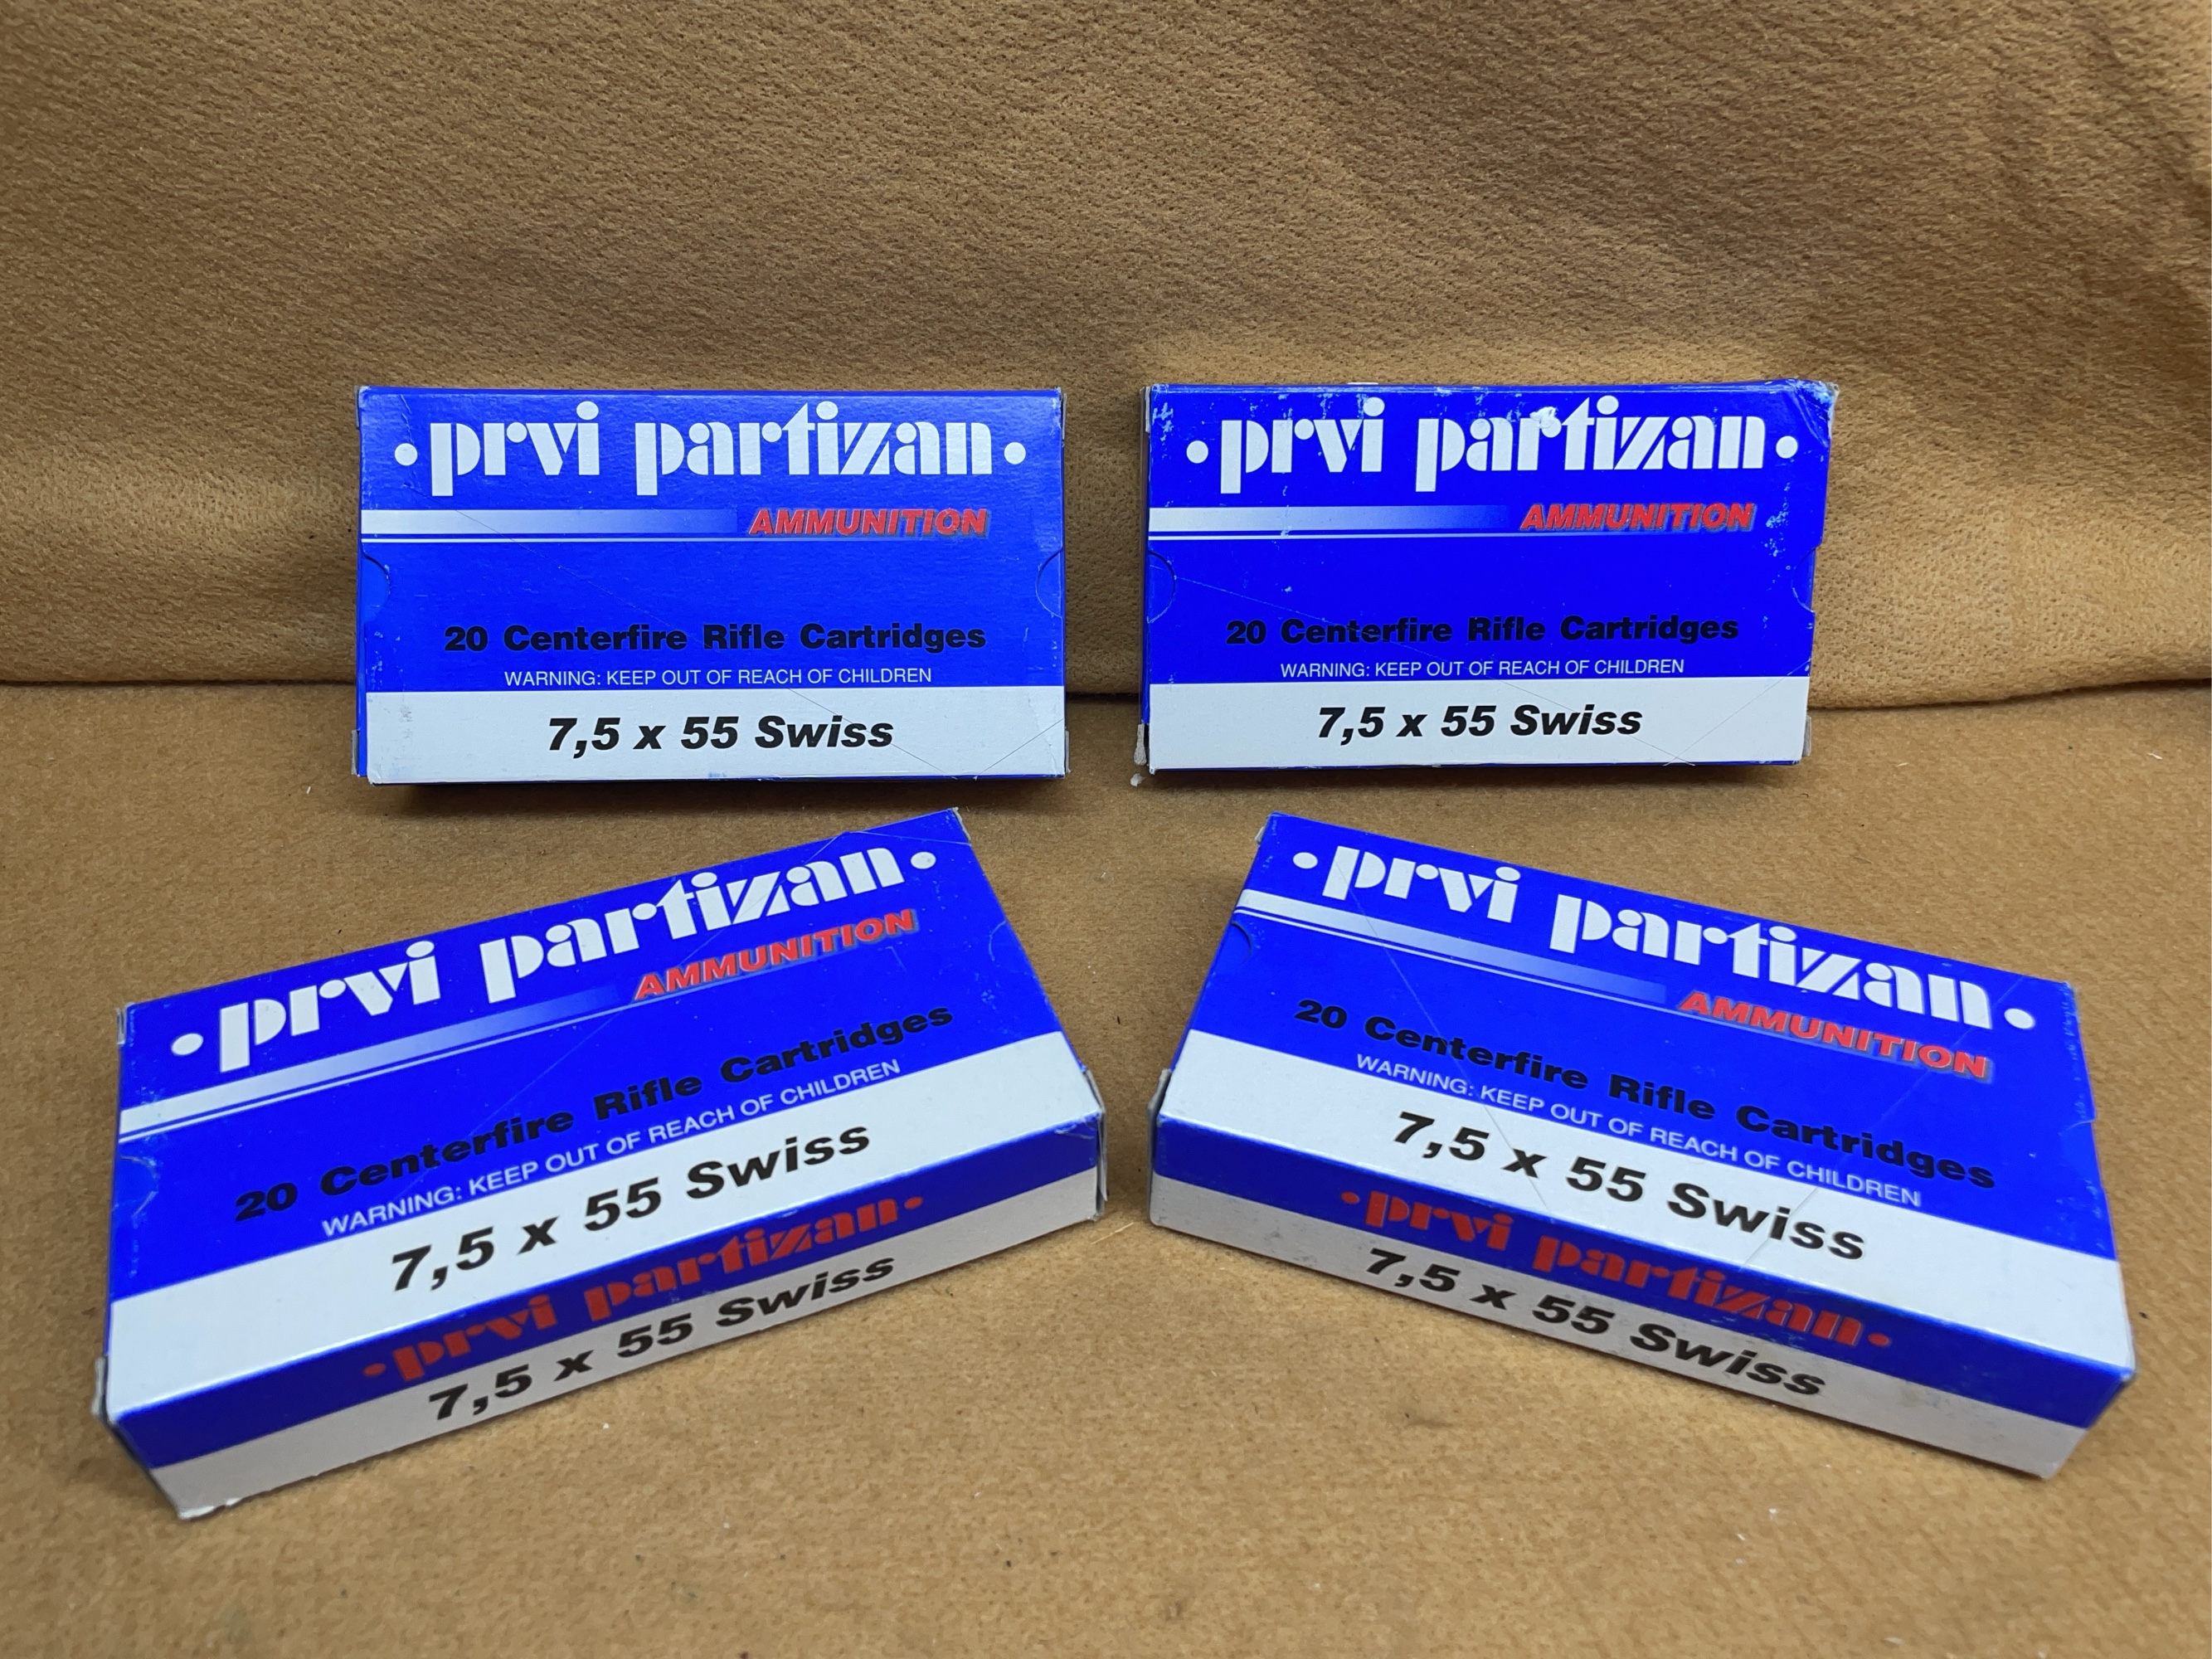 • prvi partizan •
AMMUNITION
20 Centerfire Rifle Cartridges
WARNING: KEEP OUT OF REACH OF CHILDREN
7,5 x 55 Swiss
• prvi partizan •
AMMUNITION
20 Centerfire Rifle Cartridges
WARNING: KEEP OUT OF REACH OF CHILDREN
7,5 x 55 Swiss
• prvi partizan •
AMMUNITION
20 Centerfire Rifle Cartridges
WARNING: KEEP OUT OF REACH OF CHILDREN
7,5 x 55 Swiss
• prvi partizan •
7,5 x 55 Swiss
• prvi partizan •
AMMUNITION
20 Centerfire Rifle Cartridges
WARNING: KEEP OUT OF REACH OF CHILDREN
7,5 x 55 Swiss
• prvi partizan •
7,5 x 55 Swiss